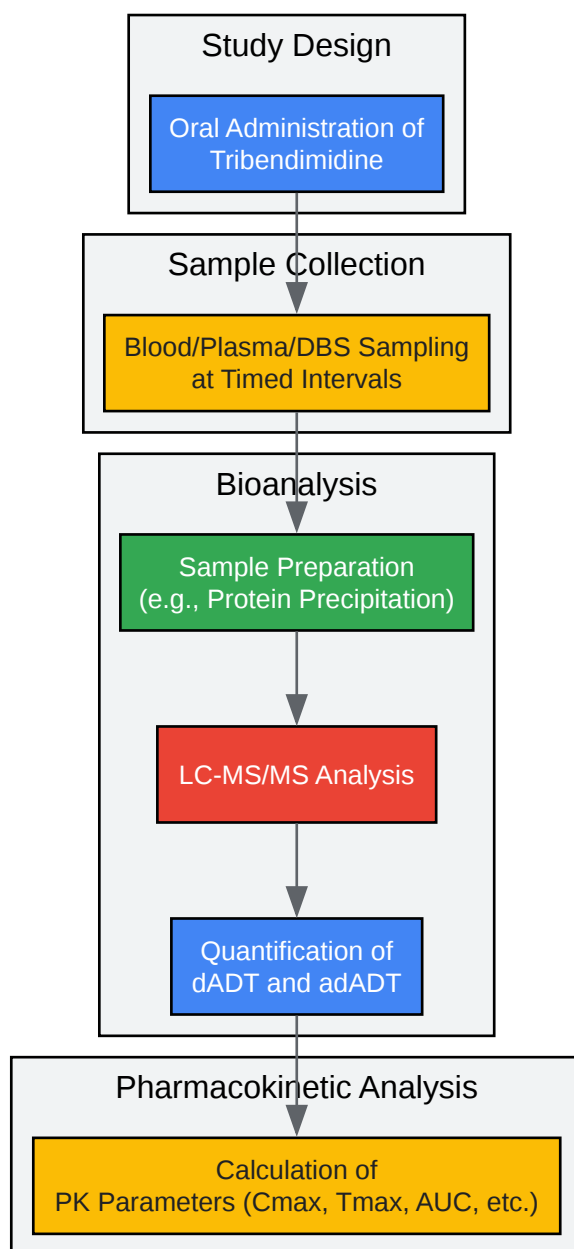 Study Design
Oral Administration of
Tribendimidine
Sample Collection
Blood/Plasma/DBS Sampling
at Timed Intervals
Bioanalysis
Sample Preparation
(e.g., Protein Precipitation)
LC-MS/MS Analysis
Quantification of
dADT and adADT
Pharmacokinetic Analysis
Calculation of
PK Parameters (Cmax, Tmax, AUC, etc.)